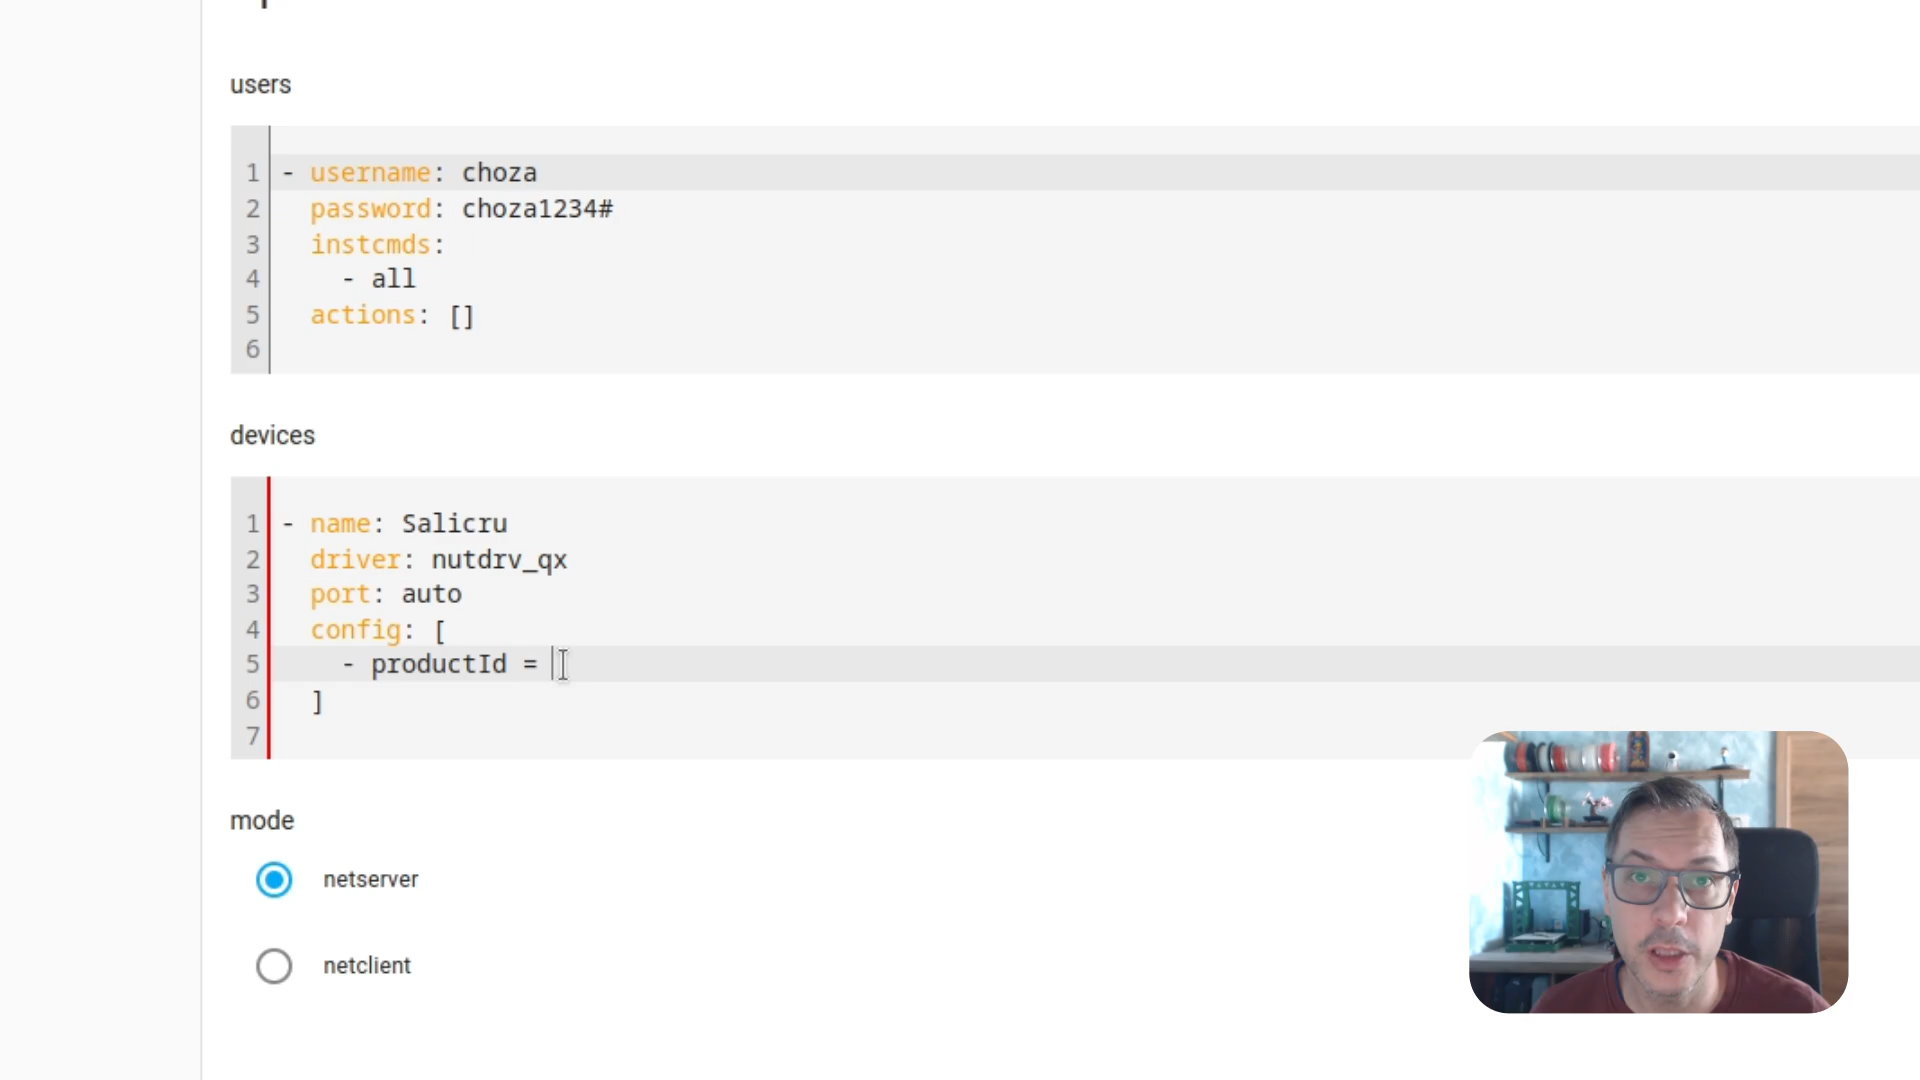 users
1 - username: choza
2 password: choza1234#
3 instcmds:
4 - all
5 actions: []
6
devices
1 - name: Salicru
2 driver: nutdrv_qx
3 port: auto
4 config: [
5 - productId =
6 ]
7
mode
netserver
netclient